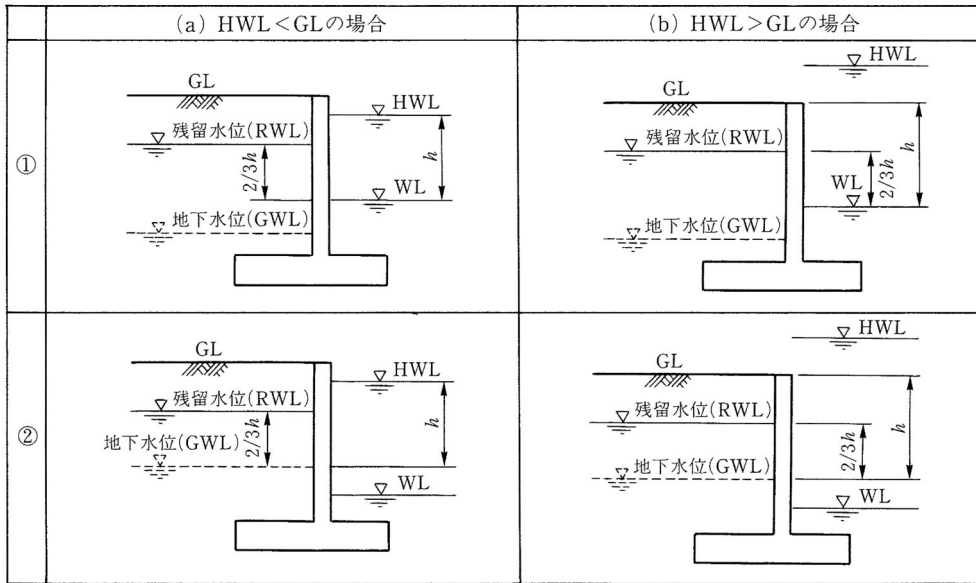 (a) HWL<GLの場合
(b) HWL>GLの場合
①
GL
HWL
残留水位(RWL)
2/3h
h
WL
地下水位(GWL)
HWL
GL
残留水位(RWL)
WL
2/3h
h
地下水位(GWL)
②
GL
HWL
残留水位(RWL)
地下水位(GWL)
2/3h
h
WL
HWL
GL
残留水位(RWL)
地下水位(GWL)
2/3h
h
WL